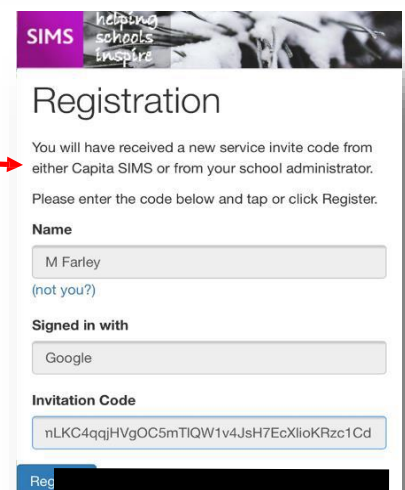 SIMS
helping
schools
inspire
Registration
You will have received a new service invite code from
either Capita SIMS or from your school administrator.
Please enter the code below and tap or click Register.
Name
M Farley
(not you?)
Signed in with
Google
Invitation Code
nLKC4qqjHVgOC5mTlQW1v4JsH7EcXlioKRzc1Cd
Reg